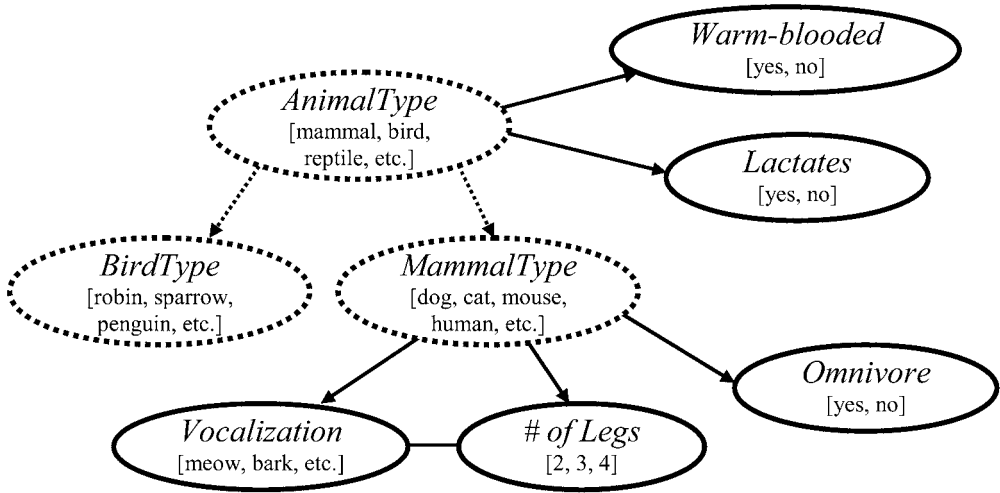 Warm-blooded
[yes, no]
AnimalType
[mammal, bird,
reptile, etc.]
Lactates
[yes, no]
BirdType
[robin, sparrow,
penguin, etc.]
MammalType
[dog, cat, mouse,
human, etc.]
Omnivore
[yes, no]
Vocalization
[meow, bark, etc.]
# of Legs
[2, 3, 4]